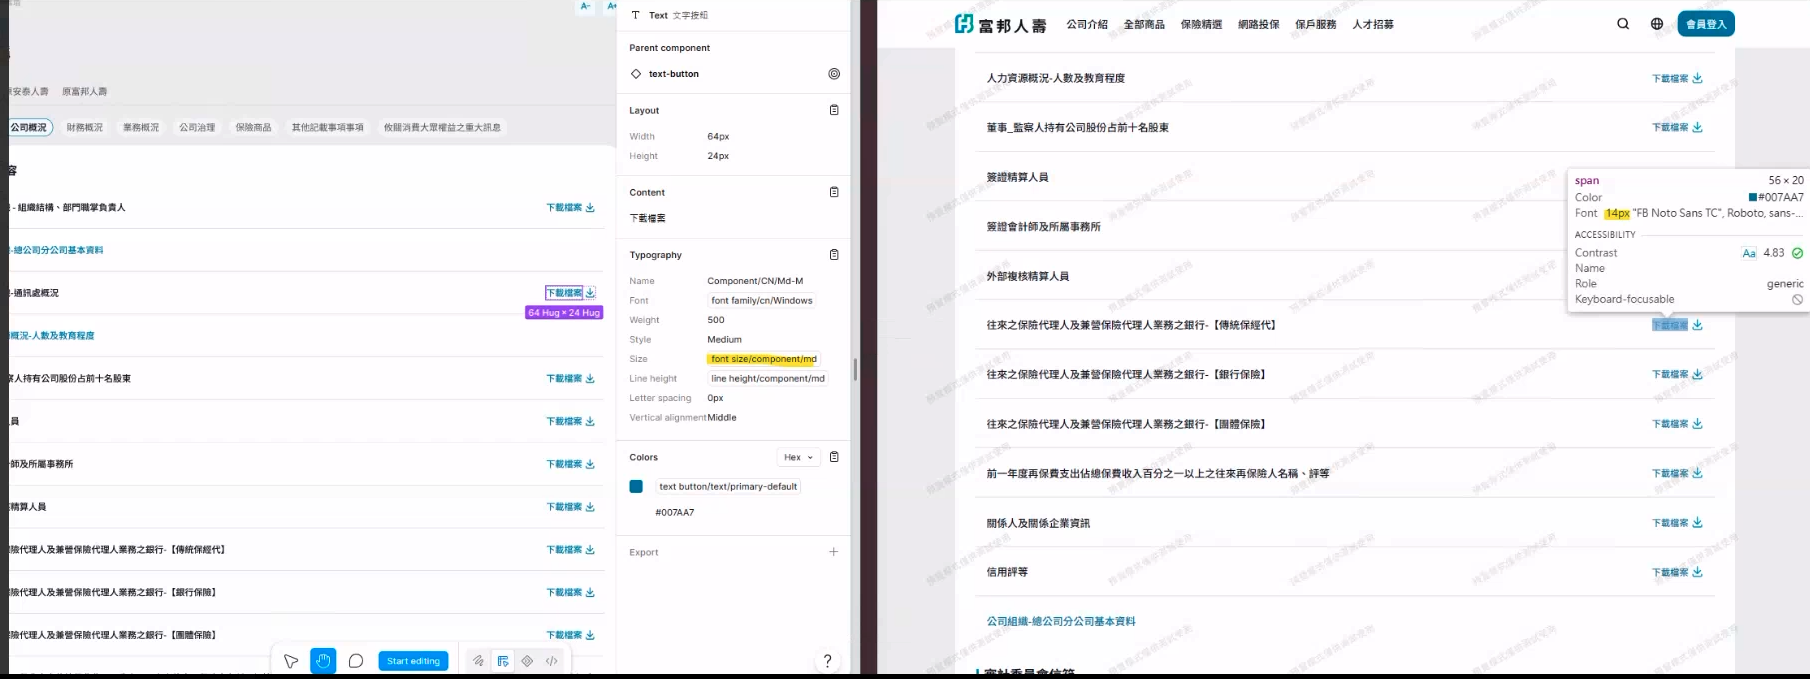 A- A+
原安泰人壽 原富邦人壽
公司概況 財務概況 業務概況 公司治理 保險商品 其他記載事項事項 攸關消費大眾權益之重大訊息
容
- 組織結構、部門職掌負責人 下載檔案
-總公司分公司基本資料
-通訊處概況 下載檔案
64 Hug × 24 Hug
概況-人數及教育程度
察人持有公司股份占前十名股東 下載檔案
人員 下載檔案
師及所屬事務所 下載檔案
精算人員 下載檔案
險代理人及兼營保險代理人業務之銀行-【傳統保經代】 下載檔案
險代理人及兼營保險代理人業務之銀行-【銀行保險】 下載檔案
險代理人及兼營保險代理人業務之銀行-【團體保險】 下載檔案
Start editing
T Text 文字按鈕
Parent component
text-button
Layout
Width 64px
Height 24px
Content
下載檔案
Typography
Name Component/CN/Md-M
Font font family/cn/Windows
Weight 500
Style Medium
Size font size/component/md
Line height line height/component/md
Letter spacing 0px
Vertical alignment Middle
Colors Hex
text button/text/primary-default
#007AA7
Export
?
富邦人壽 公司介紹 全部商品 保險精選 網路投保 保戶服務 人才招募 會員登入
人力資源概況-人數及教育程度 下載檔案
董事_監察人持有公司股份占前十名股東 下載檔案
簽證精算人員
簽證會計師及所屬事務所
外部複核精算人員
span 56 × 20
Color #007AA7
Font 14px "FB Noto Sans TC", Roboto, sans-...
ACCESSIBILITY
Contrast Aa 4.83
Name
Role generic
Keyboard-focusable
往來之保險代理人及兼營保險代理人業務之銀行-【傳統保經代】 下載檔案
往來之保險代理人及兼營保險代理人業務之銀行-【銀行保險】 下載檔案
往來之保險代理人及兼營保險代理人業務之銀行-【團體保險】 下載檔案
前一年度再保費支出佔總保費收入百分之一以上之往來再保險人名稱、評等 下載檔案
關係人及關係企業資訊 下載檔案
信用評等 下載檔案
公司組織-總公司分公司基本資料